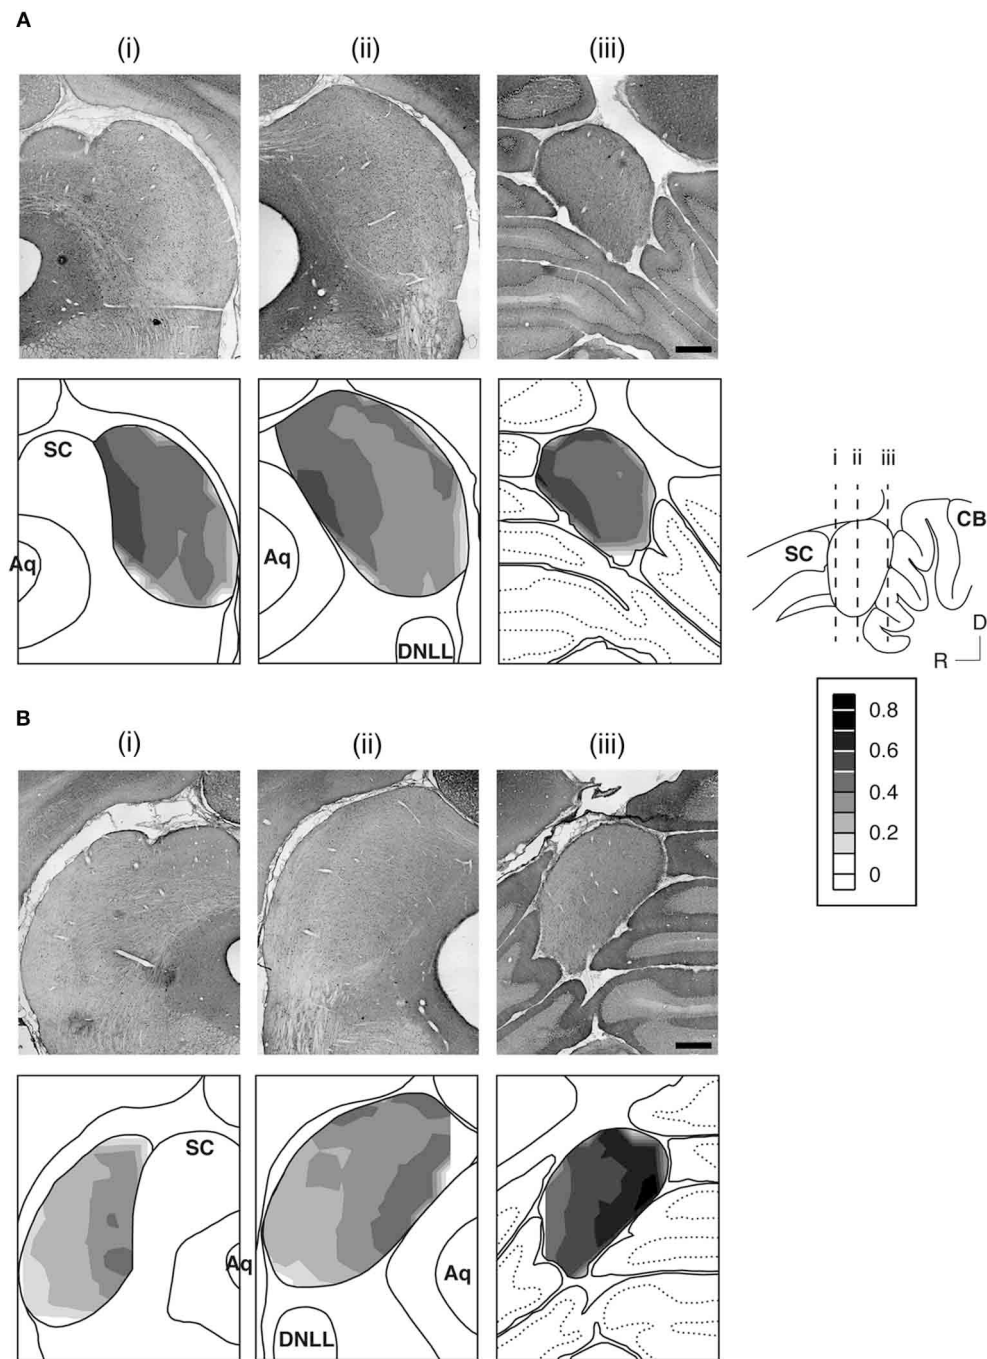 A
(i) (ii) (iii)
SC
Aq
Aq
DNLL
i ii iii
SC
CB
D
R
0.8
0.6
0.4
0.2
0
B
(i) (ii) (iii)
SC
Aq
Aq
DNLL